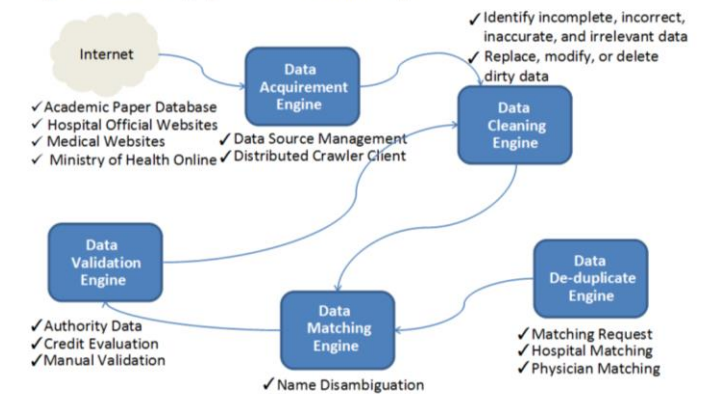 Internet
✓ Academic Paper Database
✓ Hospital Official Websites
✓ Medical Websites
✓ Ministry of Health Online
Data
Acquirement
Engine
✓ Data Source Management
✓ Distributed Crawler Client
✓ Identify incomplete, incorrect,
inaccurate, and irrelevant data
✓ Replace, modify, or delete
dirty data
Data
Cleaning
Engine
Data
Validation
Engine
✓ Authority Data
✓ Credit Evaluation
✓ Manual Validation
Data
Matching
Engine
✓ Name Disambiguation
Data
De-duplicate
Engine
✓ Matching Request
✓ Hospital Matching
✓ Physician Matching